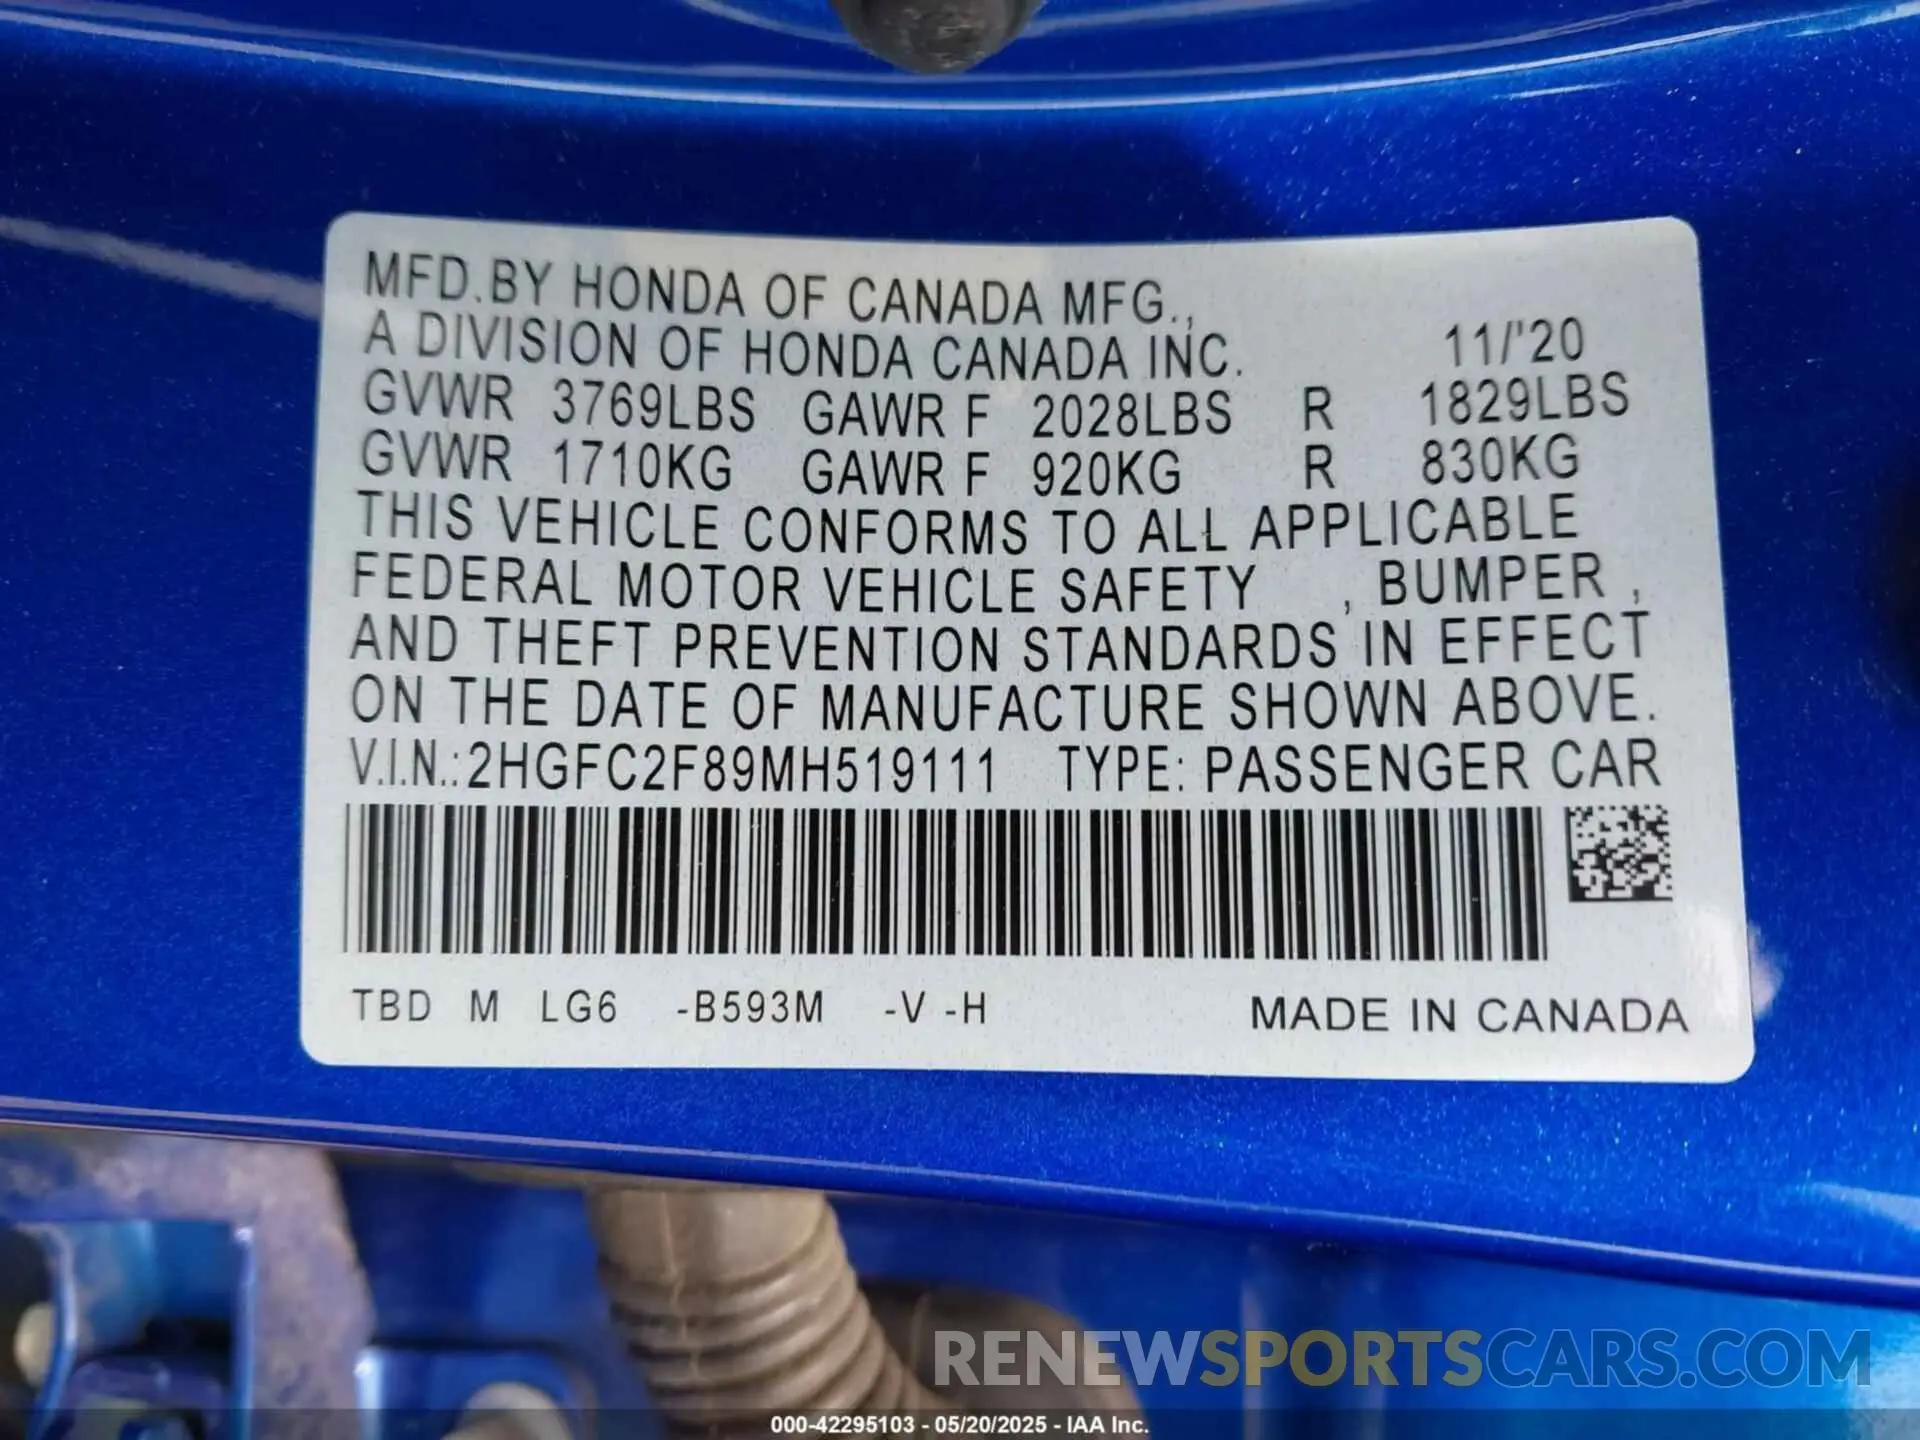 MFD.BY HONDA OF CANADA MFG.,
A DIVISION OF HONDA CANADA INC. 11/'20
GVWR 3769LBS GAWR F 2028LBS R 1829LBS
GVWR 1710KG GAWR F 920KG R 830KG
THIS VEHICLE CONFORMS TO ALL APPLICABLE
FEDERAL MOTOR VEHICLE SAFETY , BUMPER ,
AND THEFT PREVENTION STANDARDS IN EFFECT
ON THE DATE OF MANUFACTURE SHOWN ABOVE.
V.I.N.:2HGFC2F89MH519111 TYPE: PASSENGER CAR
TBD M LG6 -B593M -V -H MADE IN CANADA
RENEWSPORTSCARS.COM
000-42295103 - 05/20/2025 - IAA Inc.